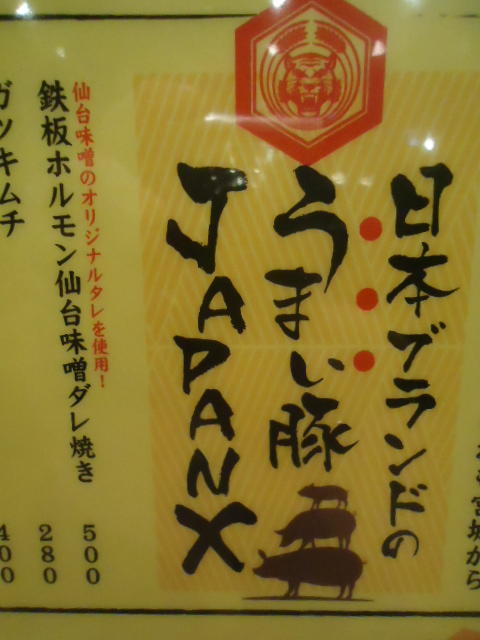 宮城から
日本ブランドの
うまい豚
JAPANX
仙台味噌のオリジナルタレを使用！
鉄板ホルモン仙台味噌ダレ焼き
500
280
ガツキムチ
400